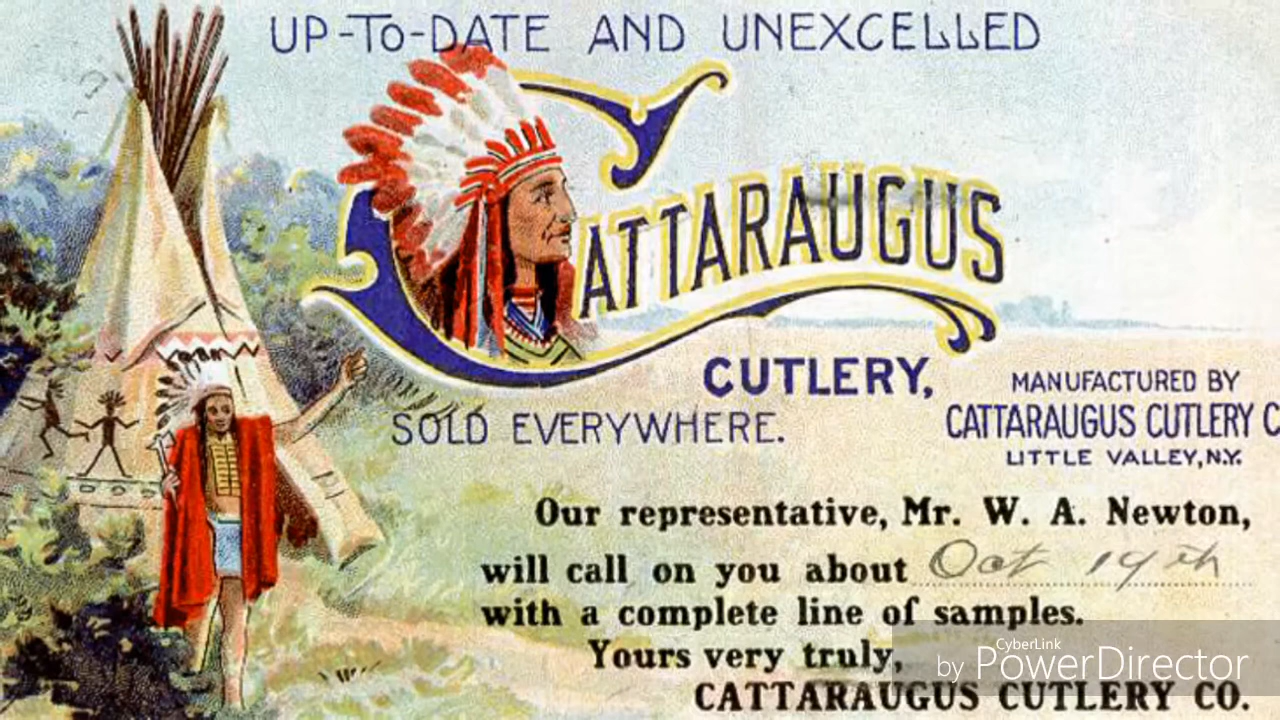 UP-To-DATE AND UNEXCELLED
CATTARAUGUS
CUTLERY,
SOLD EVERYWHERE.
MANUFACTURED BY
CATTARAUGUS CUTLERY C
LITTLE VALLEY, N.Y.
Our representative, Mr. W. A. Newton,
will call on you about Oct 19th
with a complete line of samples.
Yours very truly,
CATTARAUGUS CUTLERY CO.
CyberLink
by PowerDirector